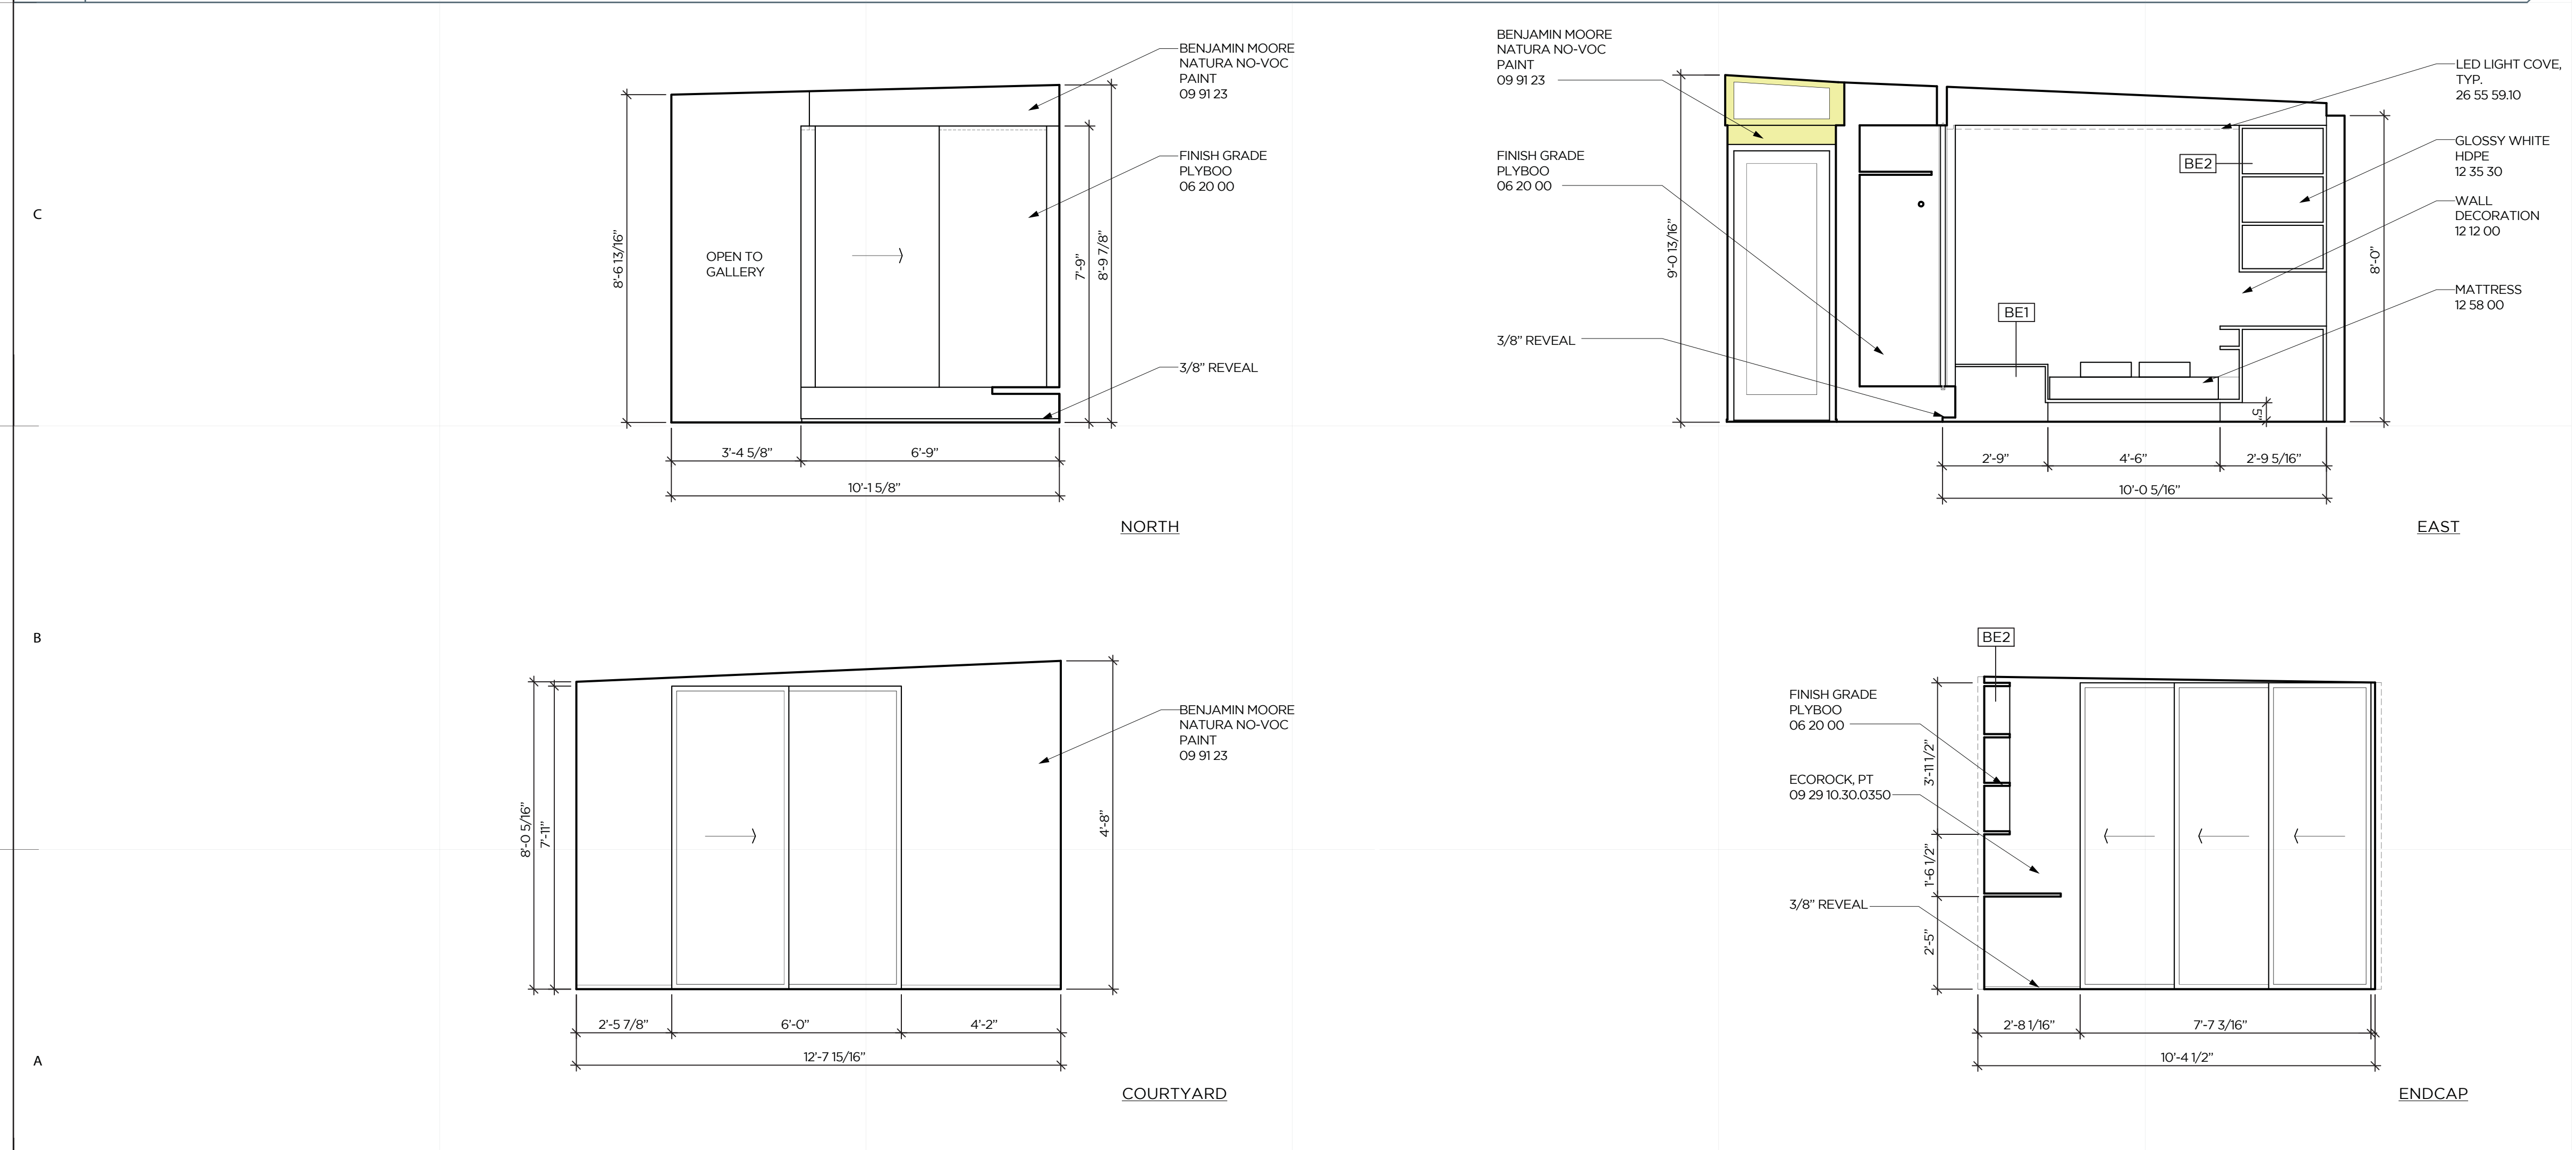 BENJAMIN MOORE
NATURA NO-VOC
PAINT
09 91 23
FINISH GRADE
PLYBOO
06 20 00
OPEN TO
GALLERY
3/8" REVEAL
8'-6 13/16"
7'-9"
8'-9 7/8"
3'-4 5/8"
6'-9"
10'-1 5/8"
NORTH
BENJAMIN MOORE
NATURA NO-VOC
PAINT
09 91 23
FINISH GRADE
PLYBOO
06 20 00
3/8" REVEAL
9'-0 13/16"
BE1
BE2
LED LIGHT COVE,
TYP.
26 55 59.10
GLOSSY WHITE
HDPE
12 35 30
WALL
DECORATION
12 12 00
MATTRESS
12 58 00
8'-0"
5"
2'-9"
4'-6"
2'-9 5/16"
10'-0 5/16"
EAST
C
B
A
BENJAMIN MOORE
NATURA NO-VOC
PAINT
09 91 23
8'-0 5/16"
7'-11"
4'-8"
2'-5 7/8"
6'-0"
4'-2"
12'-7 15/16"
COURTYARD
BE2
FINISH GRADE
PLYBOO
06 20 00
ECOROCK, PT
09 29 10.30.0350
3/8" REVEAL
3'-11 1/2"
1'-6 1/2"
2'-5"
2'-8 1/16"
7'-7 3/16"
10'-4 1/2"
ENDCAP